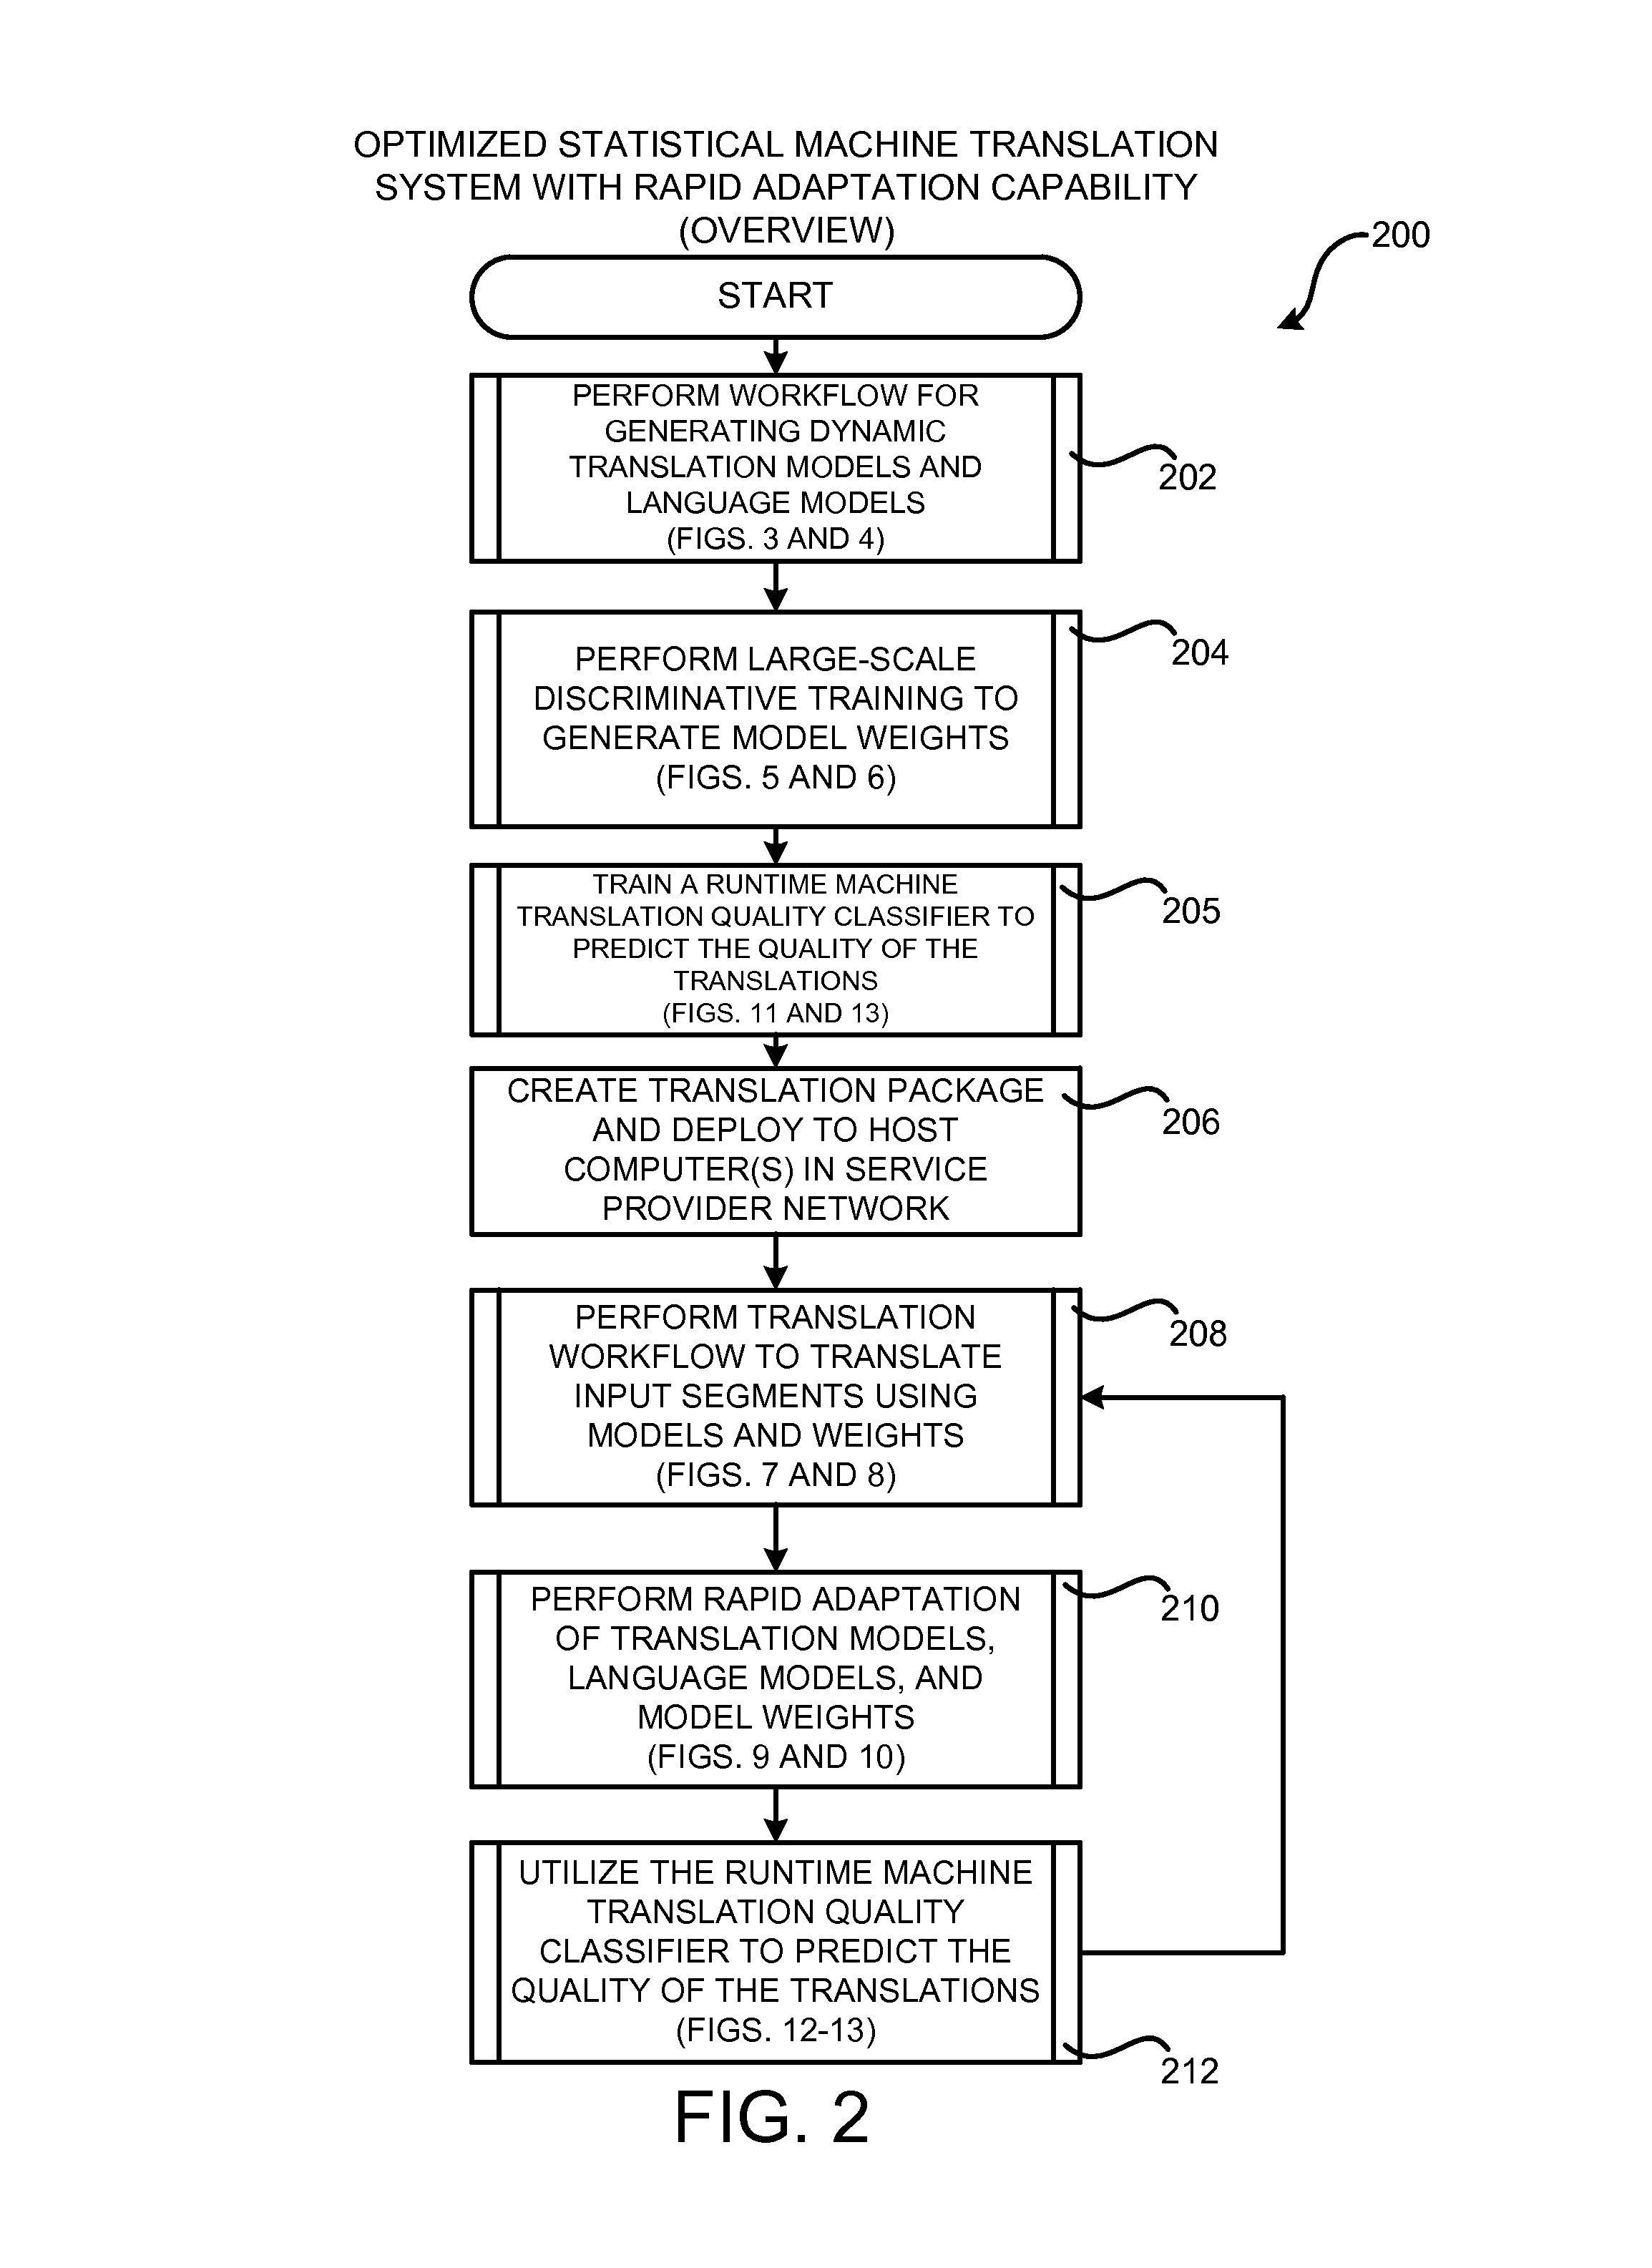 OPTIMIZED STATISTICAL MACHINE TRANSLATION
SYSTEM WITH RAPID ADAPTATION CAPABILITY
(OVERVIEW)
200
START
PERFORM WORKFLOW FOR
GENERATING DYNAMIC
TRANSLATION MODELS AND
LANGUAGE MODELS
(FIGS. 3 AND 4)
202
PERFORM LARGE-SCALE
DISCRIMINATIVE TRAINING TO
GENERATE MODEL WEIGHTS
(FIGS. 5 AND 6)
204
TRAIN A RUNTIME MACHINE
TRANSLATION QUALITY CLASSIFIER TO
PREDICT THE QUALITY OF THE
TRANSLATIONS
(FIGS. 11 AND 13)
205
CREATE TRANSLATION PACKAGE
AND DEPLOY TO HOST
COMPUTER(S) IN SERVICE
PROVIDER NETWORK
206
PERFORM TRANSLATION
WORKFLOW TO TRANSLATE
INPUT SEGMENTS USING
MODELS AND WEIGHTS
(FIGS. 7 AND 8)
208
PERFORM RAPID ADAPTATION
OF TRANSLATION MODELS,
LANGUAGE MODELS, AND
MODEL WEIGHTS
(FIGS. 9 AND 10)
210
UTILIZE THE RUNTIME MACHINE
TRANSLATION QUALITY
CLASSIFIER TO PREDICT THE
QUALITY OF THE TRANSLATIONS
(FIGS. 12-13)
212
FIG. 2